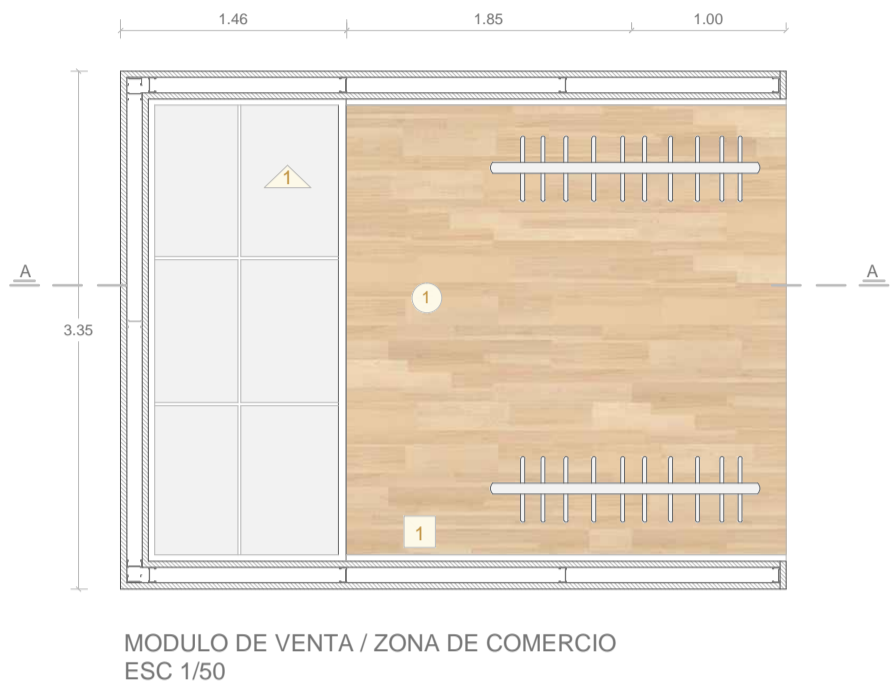 1.46 1.85 1.00
1
A A
1
3.35
1
MODULO DE VENTA / ZONA DE COMERCIO
ESC 1/50